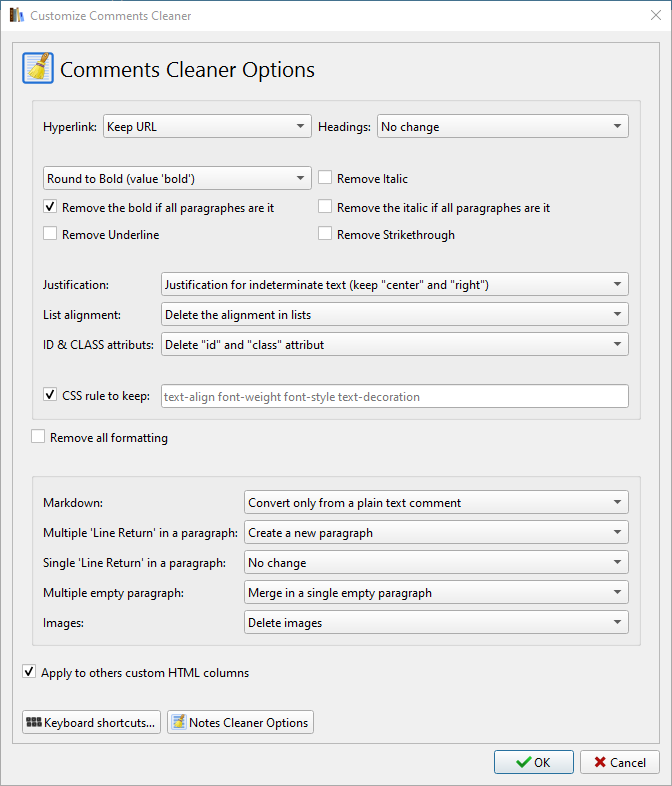 Customize Comments Cleaner
Comments Cleaner Options
Hyperlink: Keep URL Headings: No change
Round to Bold (value 'bold') Remove Italic
Remove the bold if all paragraphes are it Remove the italic if all paragraphes are it
Remove Underline Remove Strikethrough
Justification: Justification for indeterminate text (keep "center" and "right")
List alignment: Delete the alignment in lists
ID & CLASS attributs: Delete "id" and "class" attribut
CSS rule to keep: text-align font-weight font-style text-decoration
Remove all formatting
Markdown: Convert only from a plain text comment
Multiple 'Line Return' in a paragraph: Create a new paragraph
Single 'Line Return' in a paragraph: No change
Multiple empty paragraph: Merge in a single empty paragraph
Images: Delete images
Apply to others custom HTML columns
Keyboard shortcuts... Notes Cleaner Options
OK Cancel